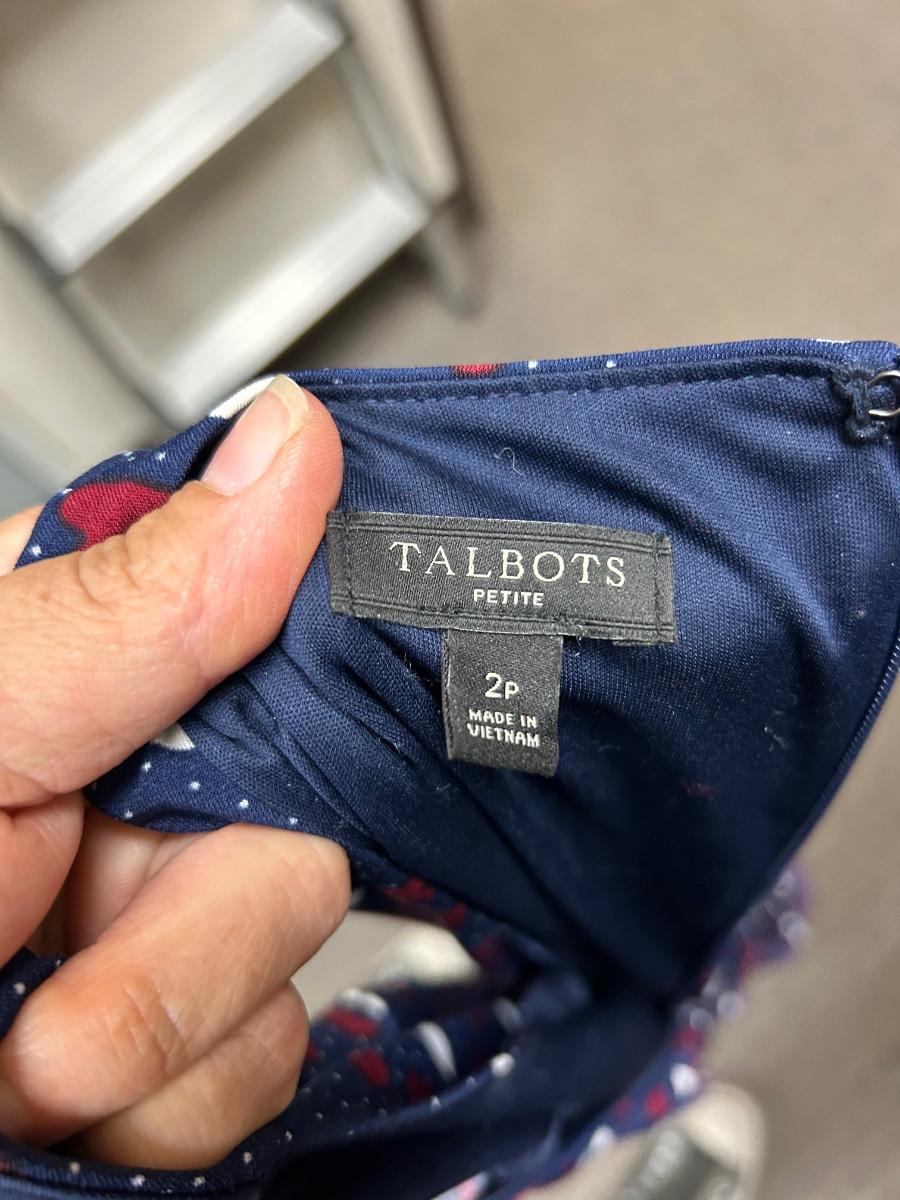 TALBOTS
PETITE
2P
MADE IN
VIETNAM